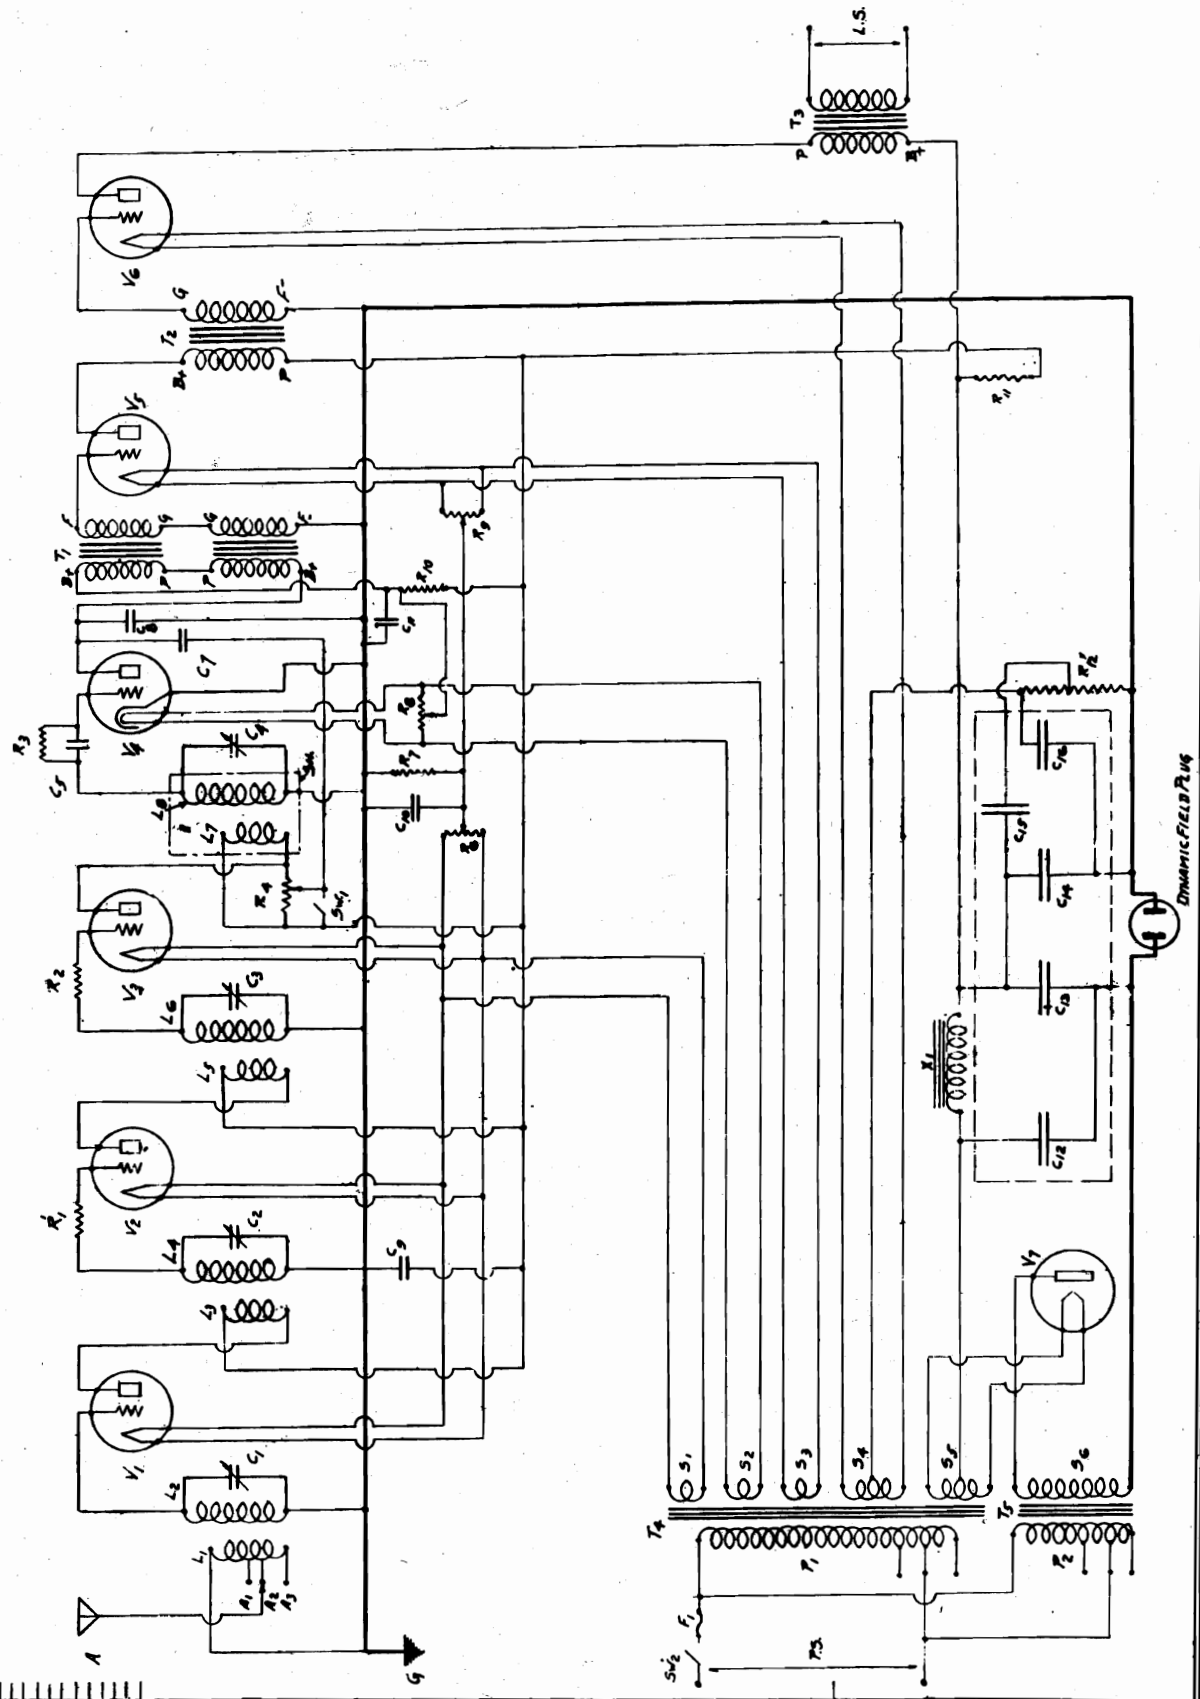 A
G
L1
A1
A2
A3
L2
C1
V1
L3
L4
C2
C9
R1
V2
L5
L6
C3
R2
V3
R4
SW1
L7
L8
C4
C5
R3
V4
C7
C8
R6
C10
R7
R8
C11
R10
R9
B+
T1
F
P
G
P
G
B+
F-
V5
B+
T2
G
P
F-
V6
P
T3
B+
L.S.
R11
R12
C16
C15
C14
C13
C12
X1
DYNAMIC FIELD PLUG
V7
T4
S1
S2
S3
S4
S5
T5
S6
P1
P2
F1
SW2
P.S.